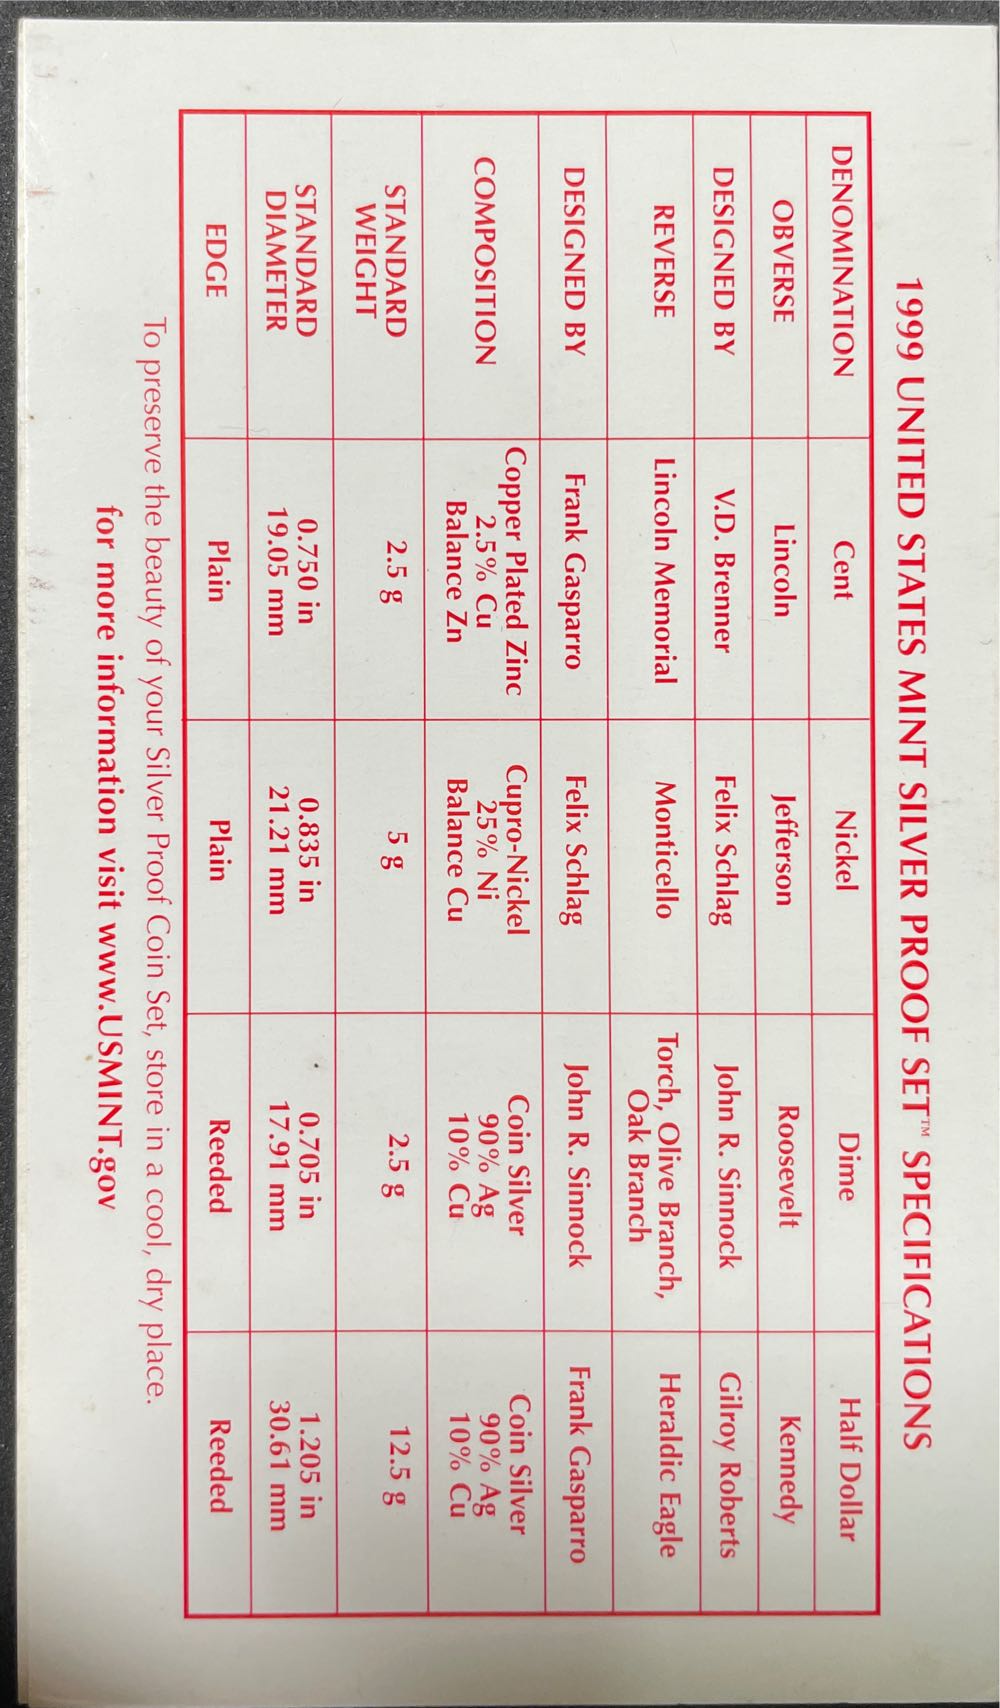 1999 UNITED STATES MINT SILVER PROOF SET™ SPECIFICATIONS
DENOMINATION Cent Nickel Dime Half Dollar
OBVERSE Lincoln Jefferson Roosevelt Kennedy
DESIGNED BY V.D. Brenner Felix Schlag John R. Sinnock Gilroy Roberts
REVERSE Lincoln Memorial Monticello Torch, Olive Branch, Heraldic Eagle
Oak Branch
DESIGNED BY Frank Gasparro Felix Schlag John R. Sinnock Frank Gasparro
COMPOSITION Copper Plated Zinc Cupro-Nickel Coin Silver Coin Silver
2.5% Cu 25% Ni 90% Ag 90% Ag
Balance Zn Balance Cu 10% Cu 10% Cu
STANDARD 2.5 g 5 g 2.5 g 12.5 g
WEIGHT
STANDARD 0.750 in 0.835 in 0.705 in 1.205 in
DIAMETER 19.05 mm 21.21 mm 17.91 mm 30.61 mm
EDGE Plain Plain Reeded Reeded
To preserve the beauty of your Silver Proof Coin Set, store in a cool, dry place.
for more information visit www.USMINT.gov